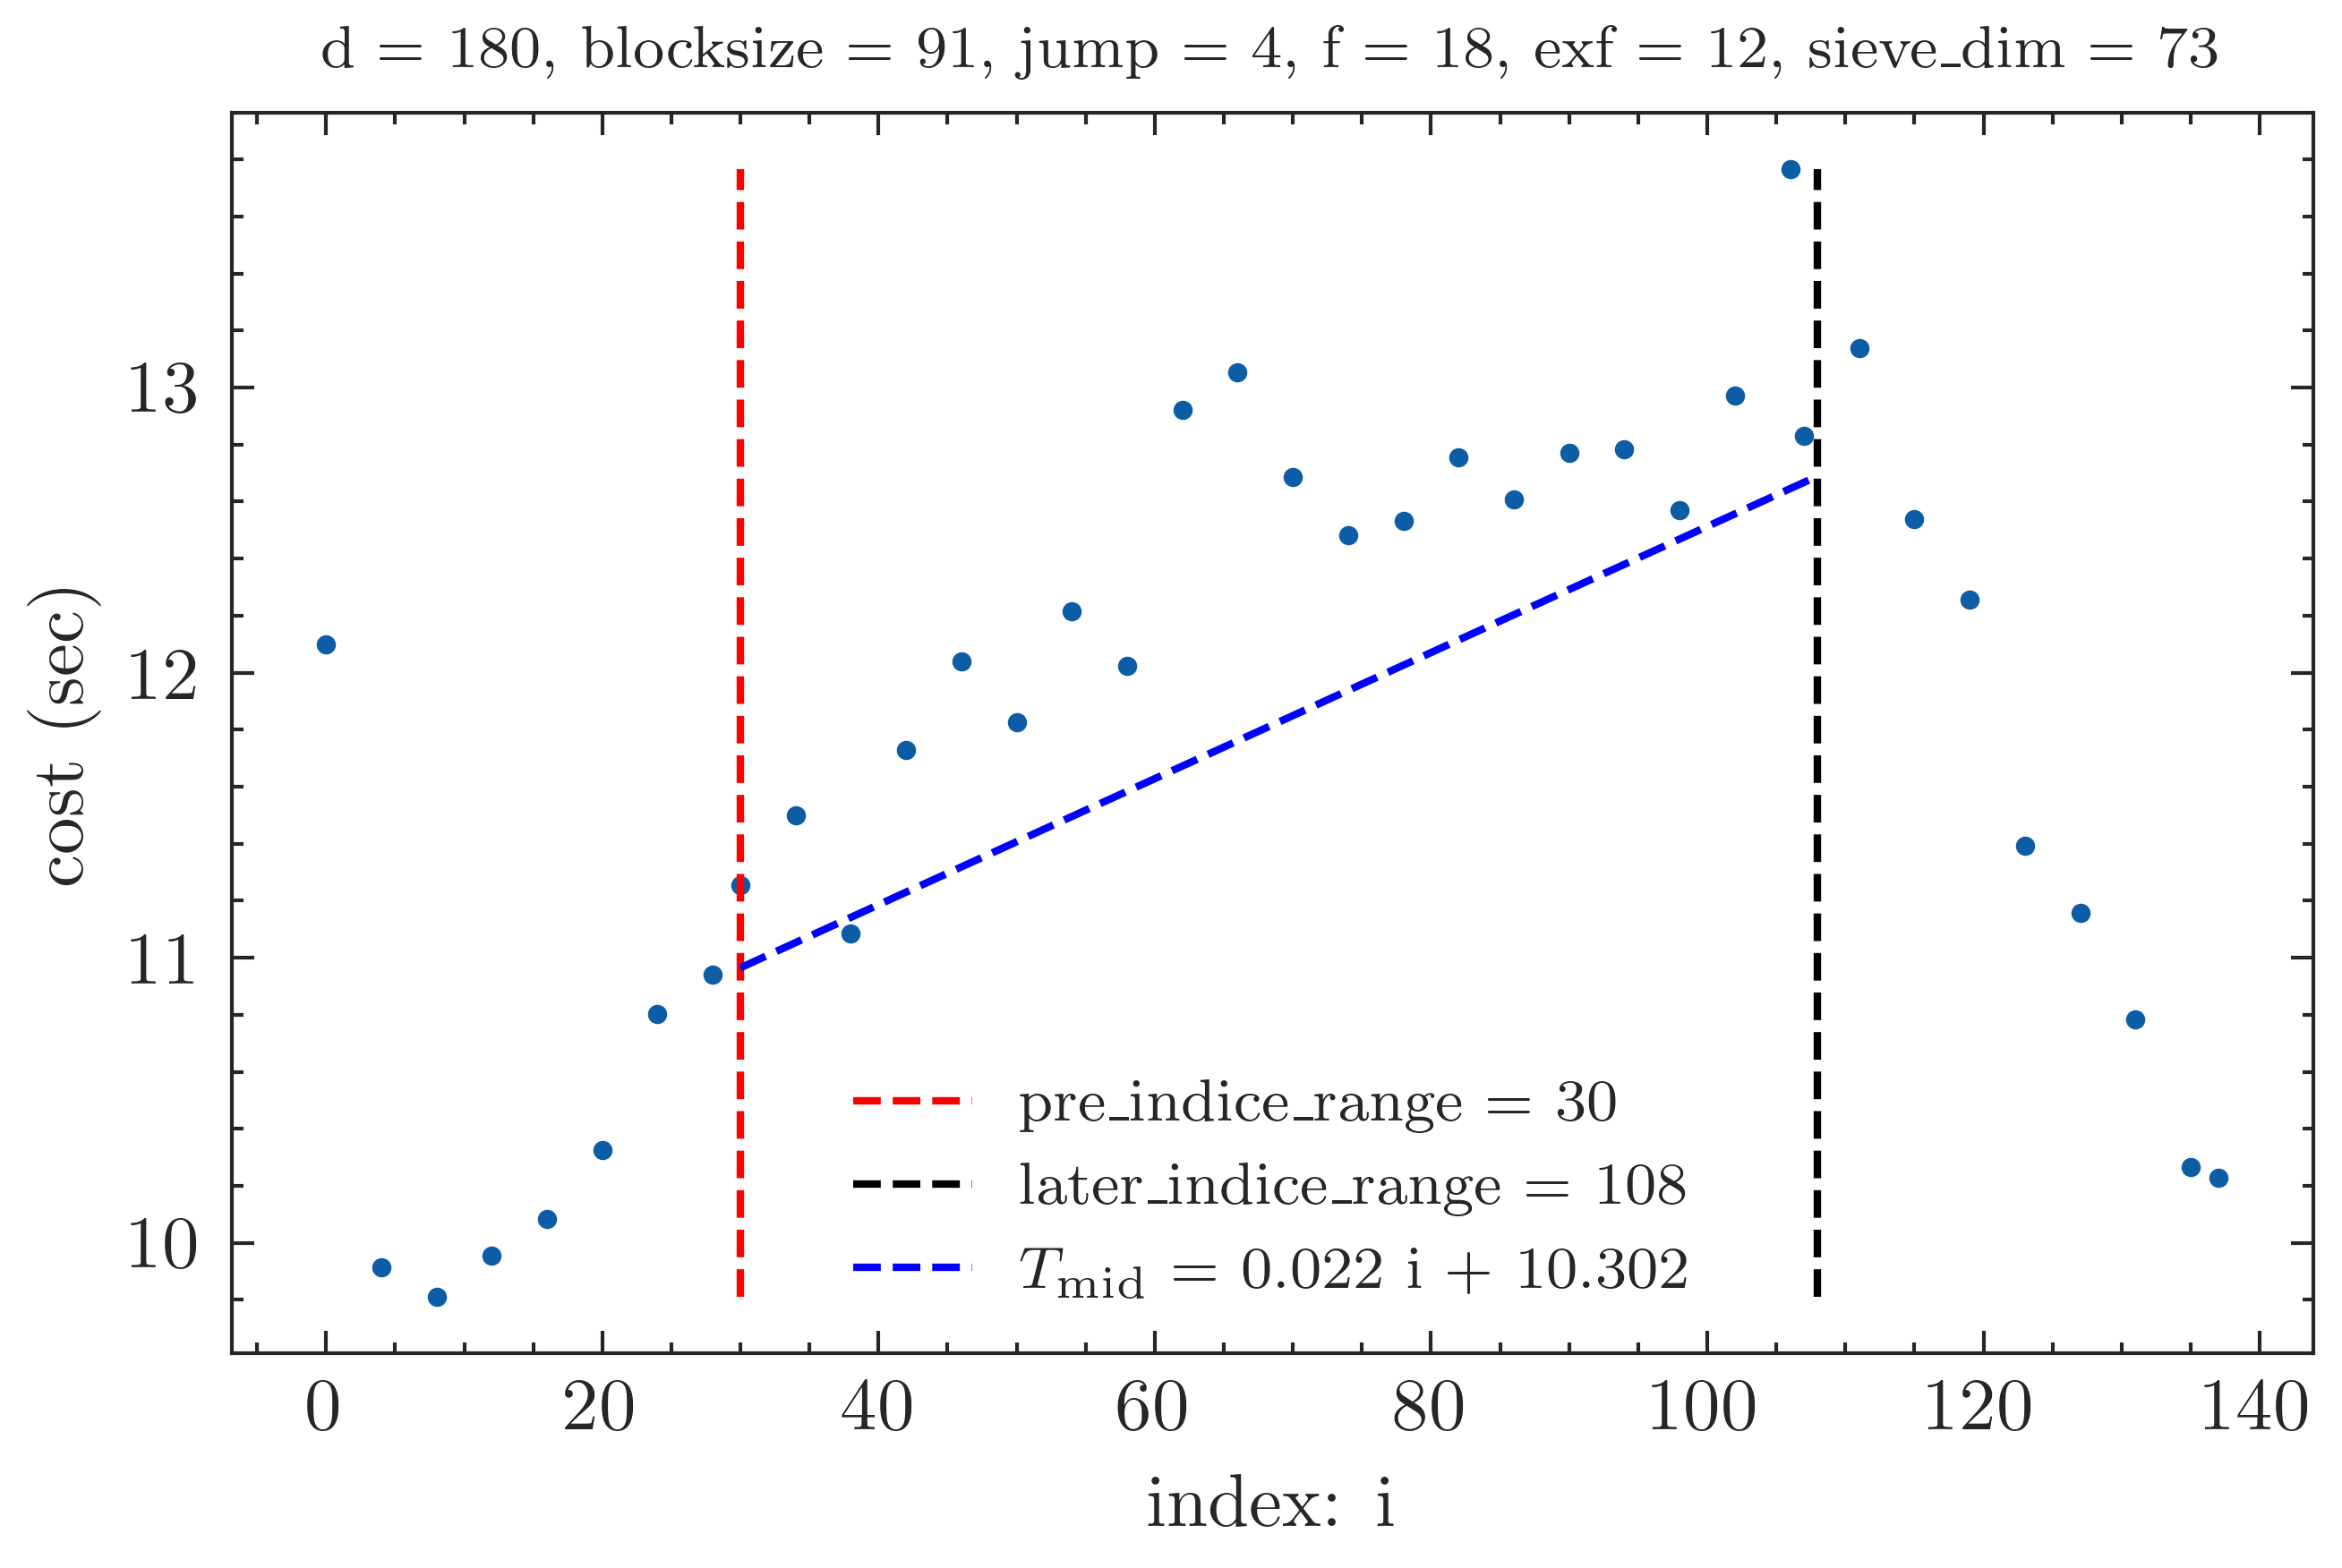 d = 180, blocksize = 91, jump = 4, f = 18, exf = 12, sieve_dim = 73
13
12
11
10
cost (sec)
pre_indice_range = 30
later_indice_range = 108
T_mid = 0.022 i + 10.302
0 20 40 60 80 100 120 140
index: i